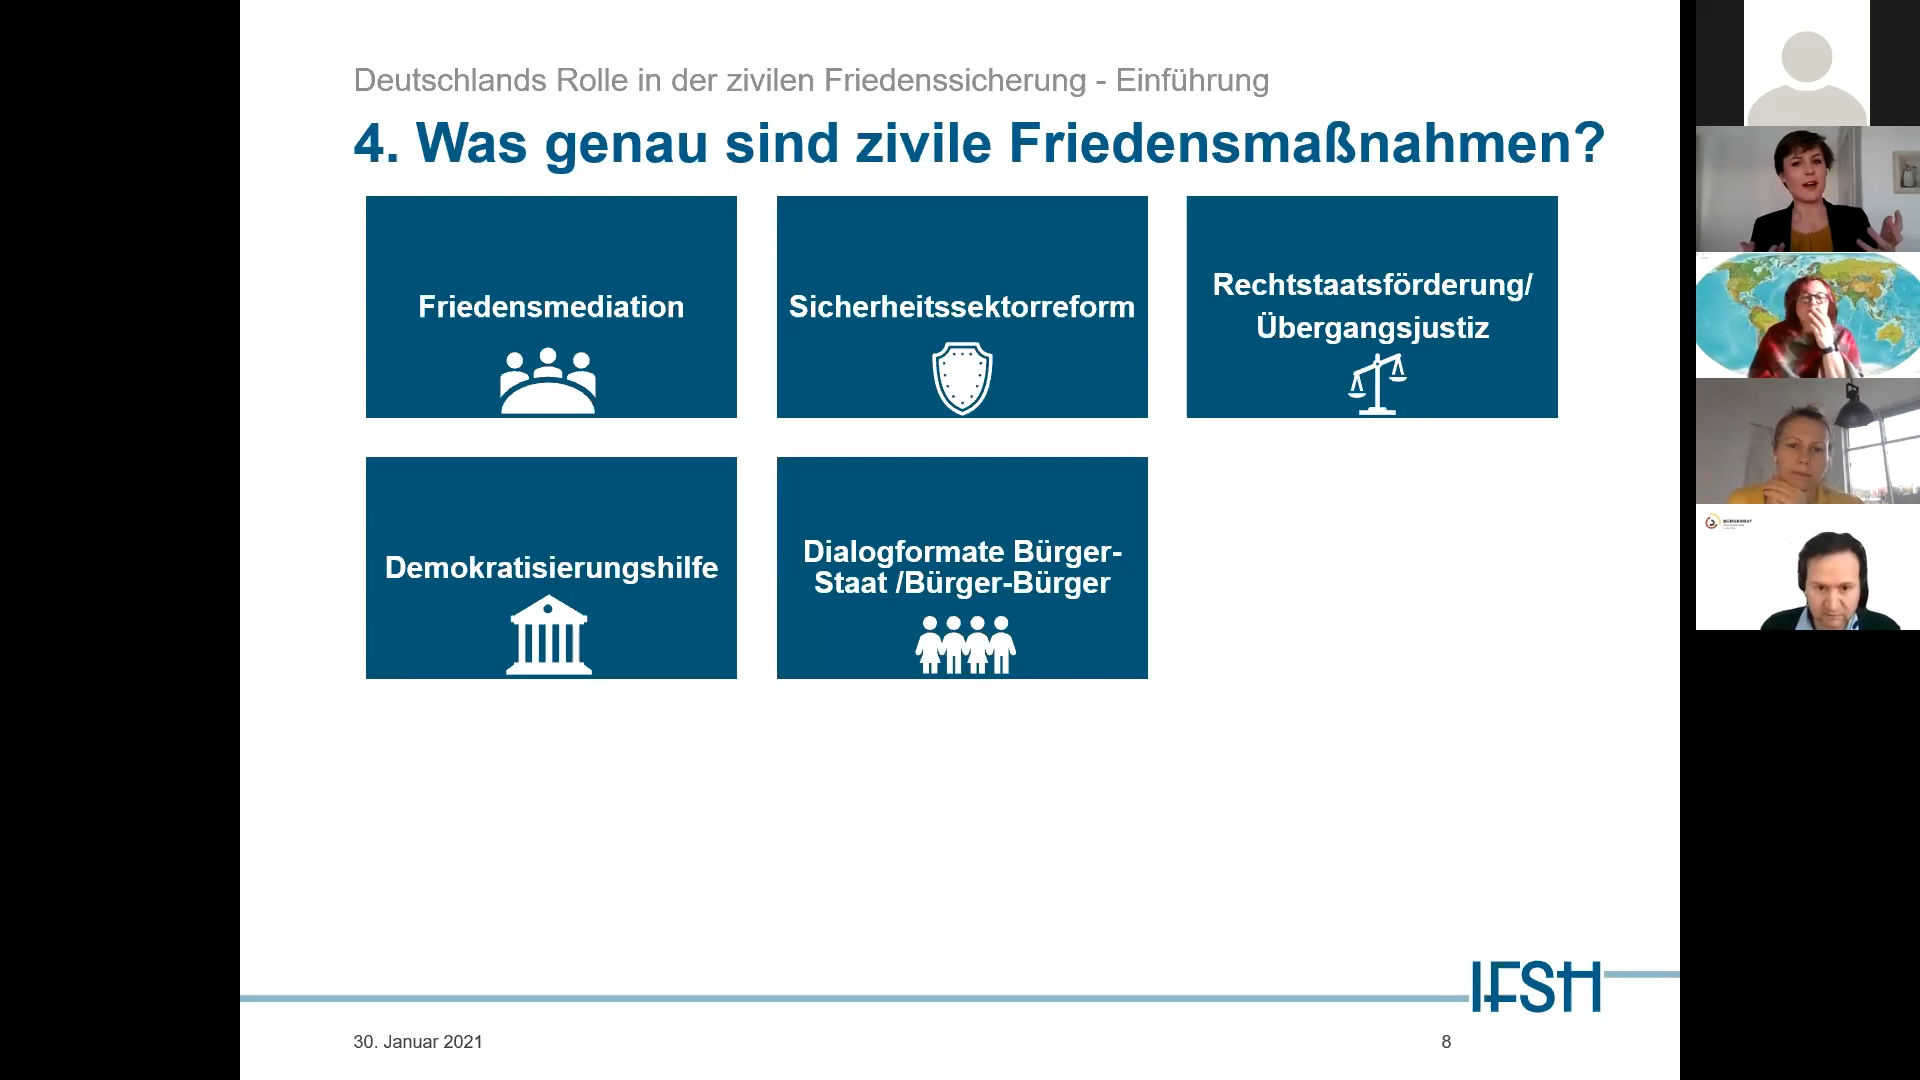 Deutschlands Rolle in der zivilen Friedenssicherung - Einführung
4. Was genau sind zivile Friedensmaßnahmen?
Friedensmediation
Sicherheitssektorreform
Rechtstaatsförderung/
Übergangsjustiz
Demokratisierungshilfe
Dialogformate Bürger-
Staat /Bürger-Bürger
IFSH
30. Januar 2021
8
BÜRGERRAT